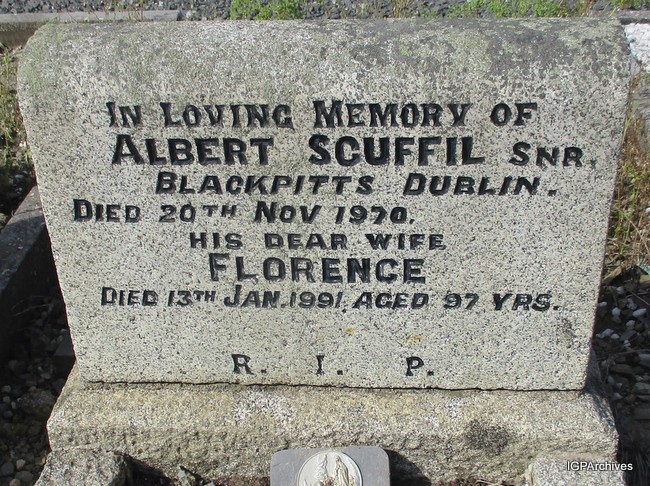 In Loving Memory of
Albert Scuffil Snr.
Blackpitts Dublin.
Died 20th Nov 1970.
his dear wife
Florence
Died 13th Jan. 1991. aged 97 yrs.
R. I. P.
IGPArchives